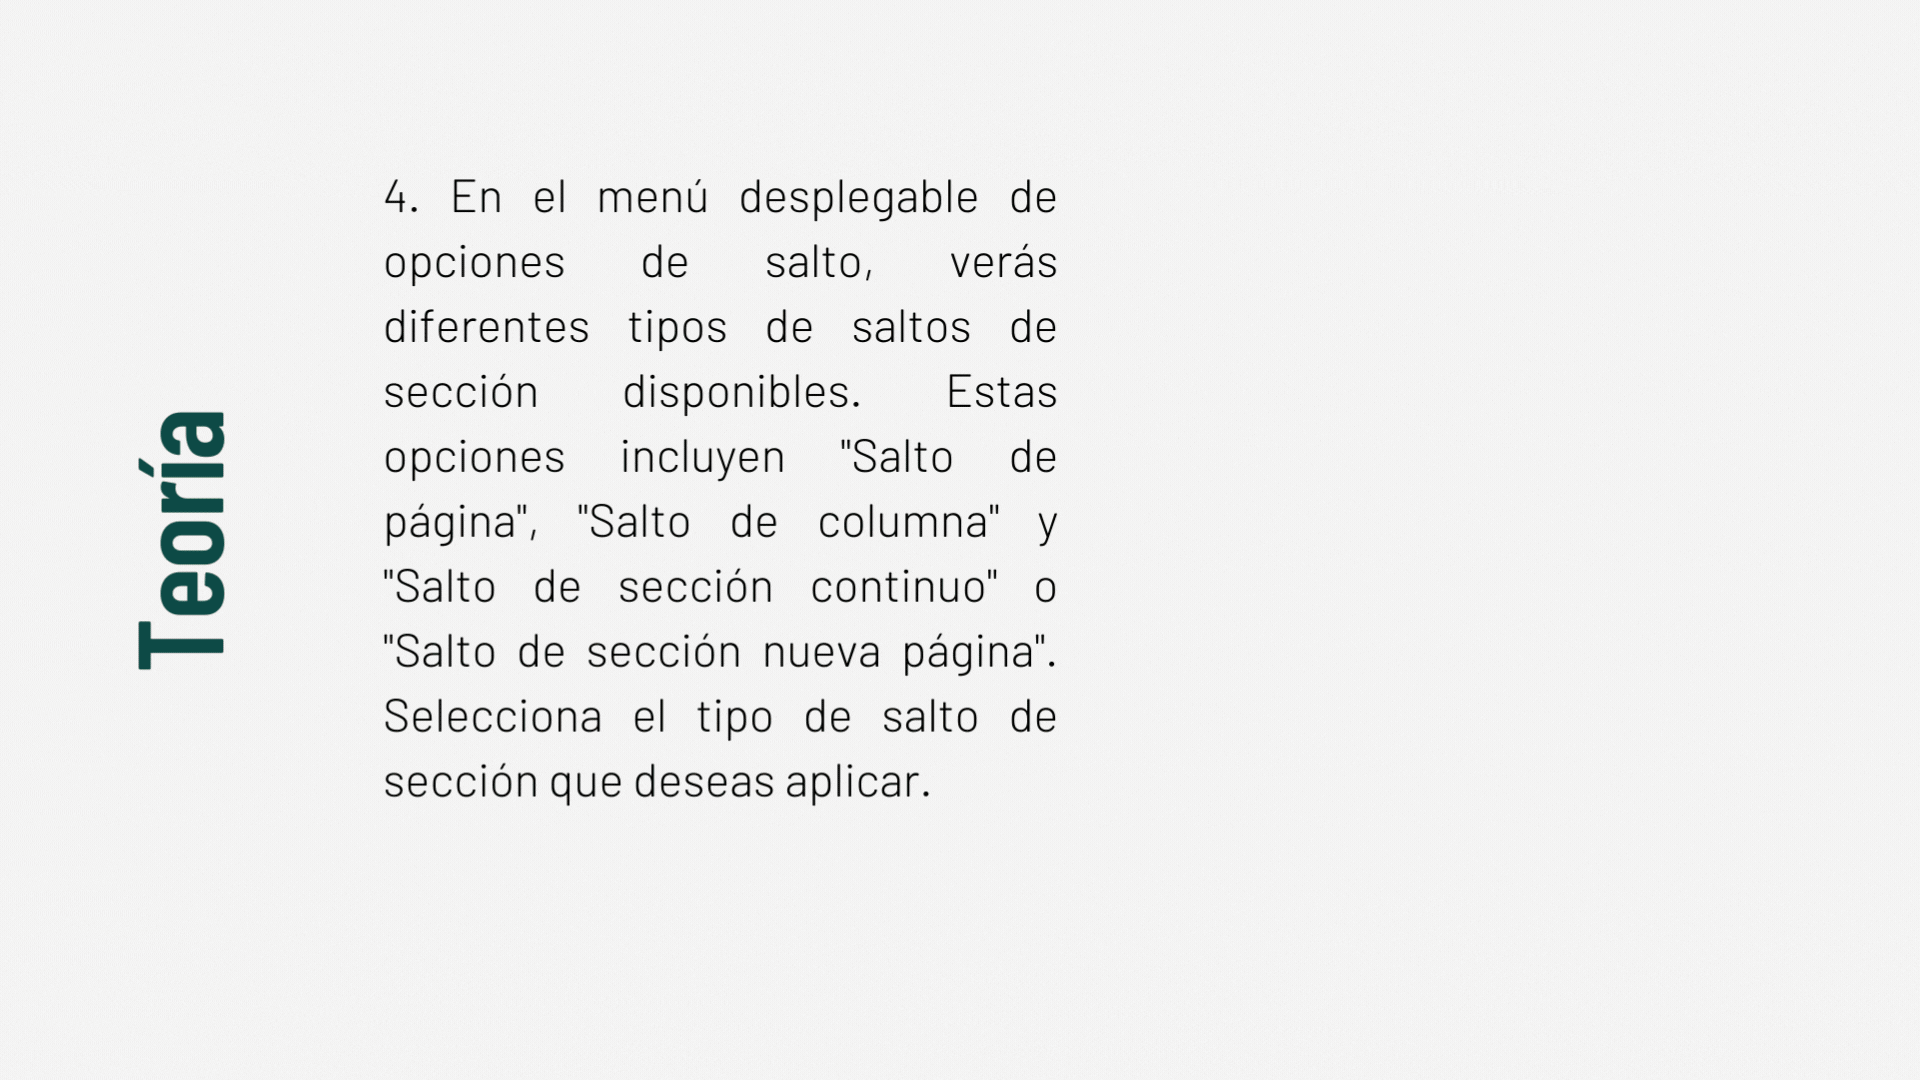 Teoría
4. En el menú desplegable de
opciones de salto, verás
diferentes tipos de saltos de
sección disponibles. Estas
opciones incluyen "Salto de
página", "Salto de columna" y
"Salto de sección continuo" o
"Salto de sección nueva página".
Selecciona el tipo de salto de
sección que deseas aplicar.